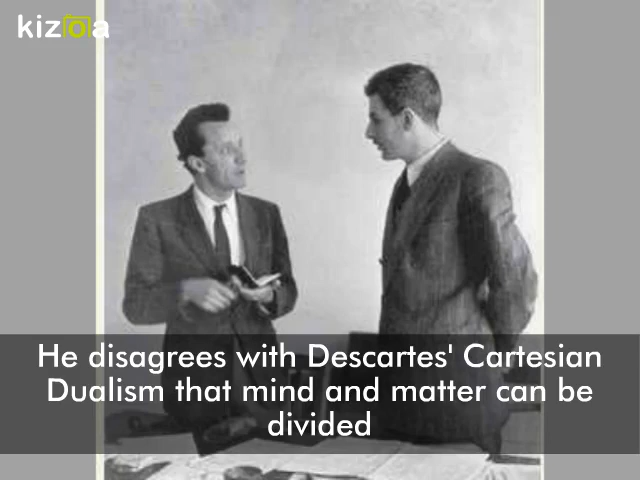 kizoa
He disagrees with Descartes' Cartesian
Dualism that mind and matter can be
divided